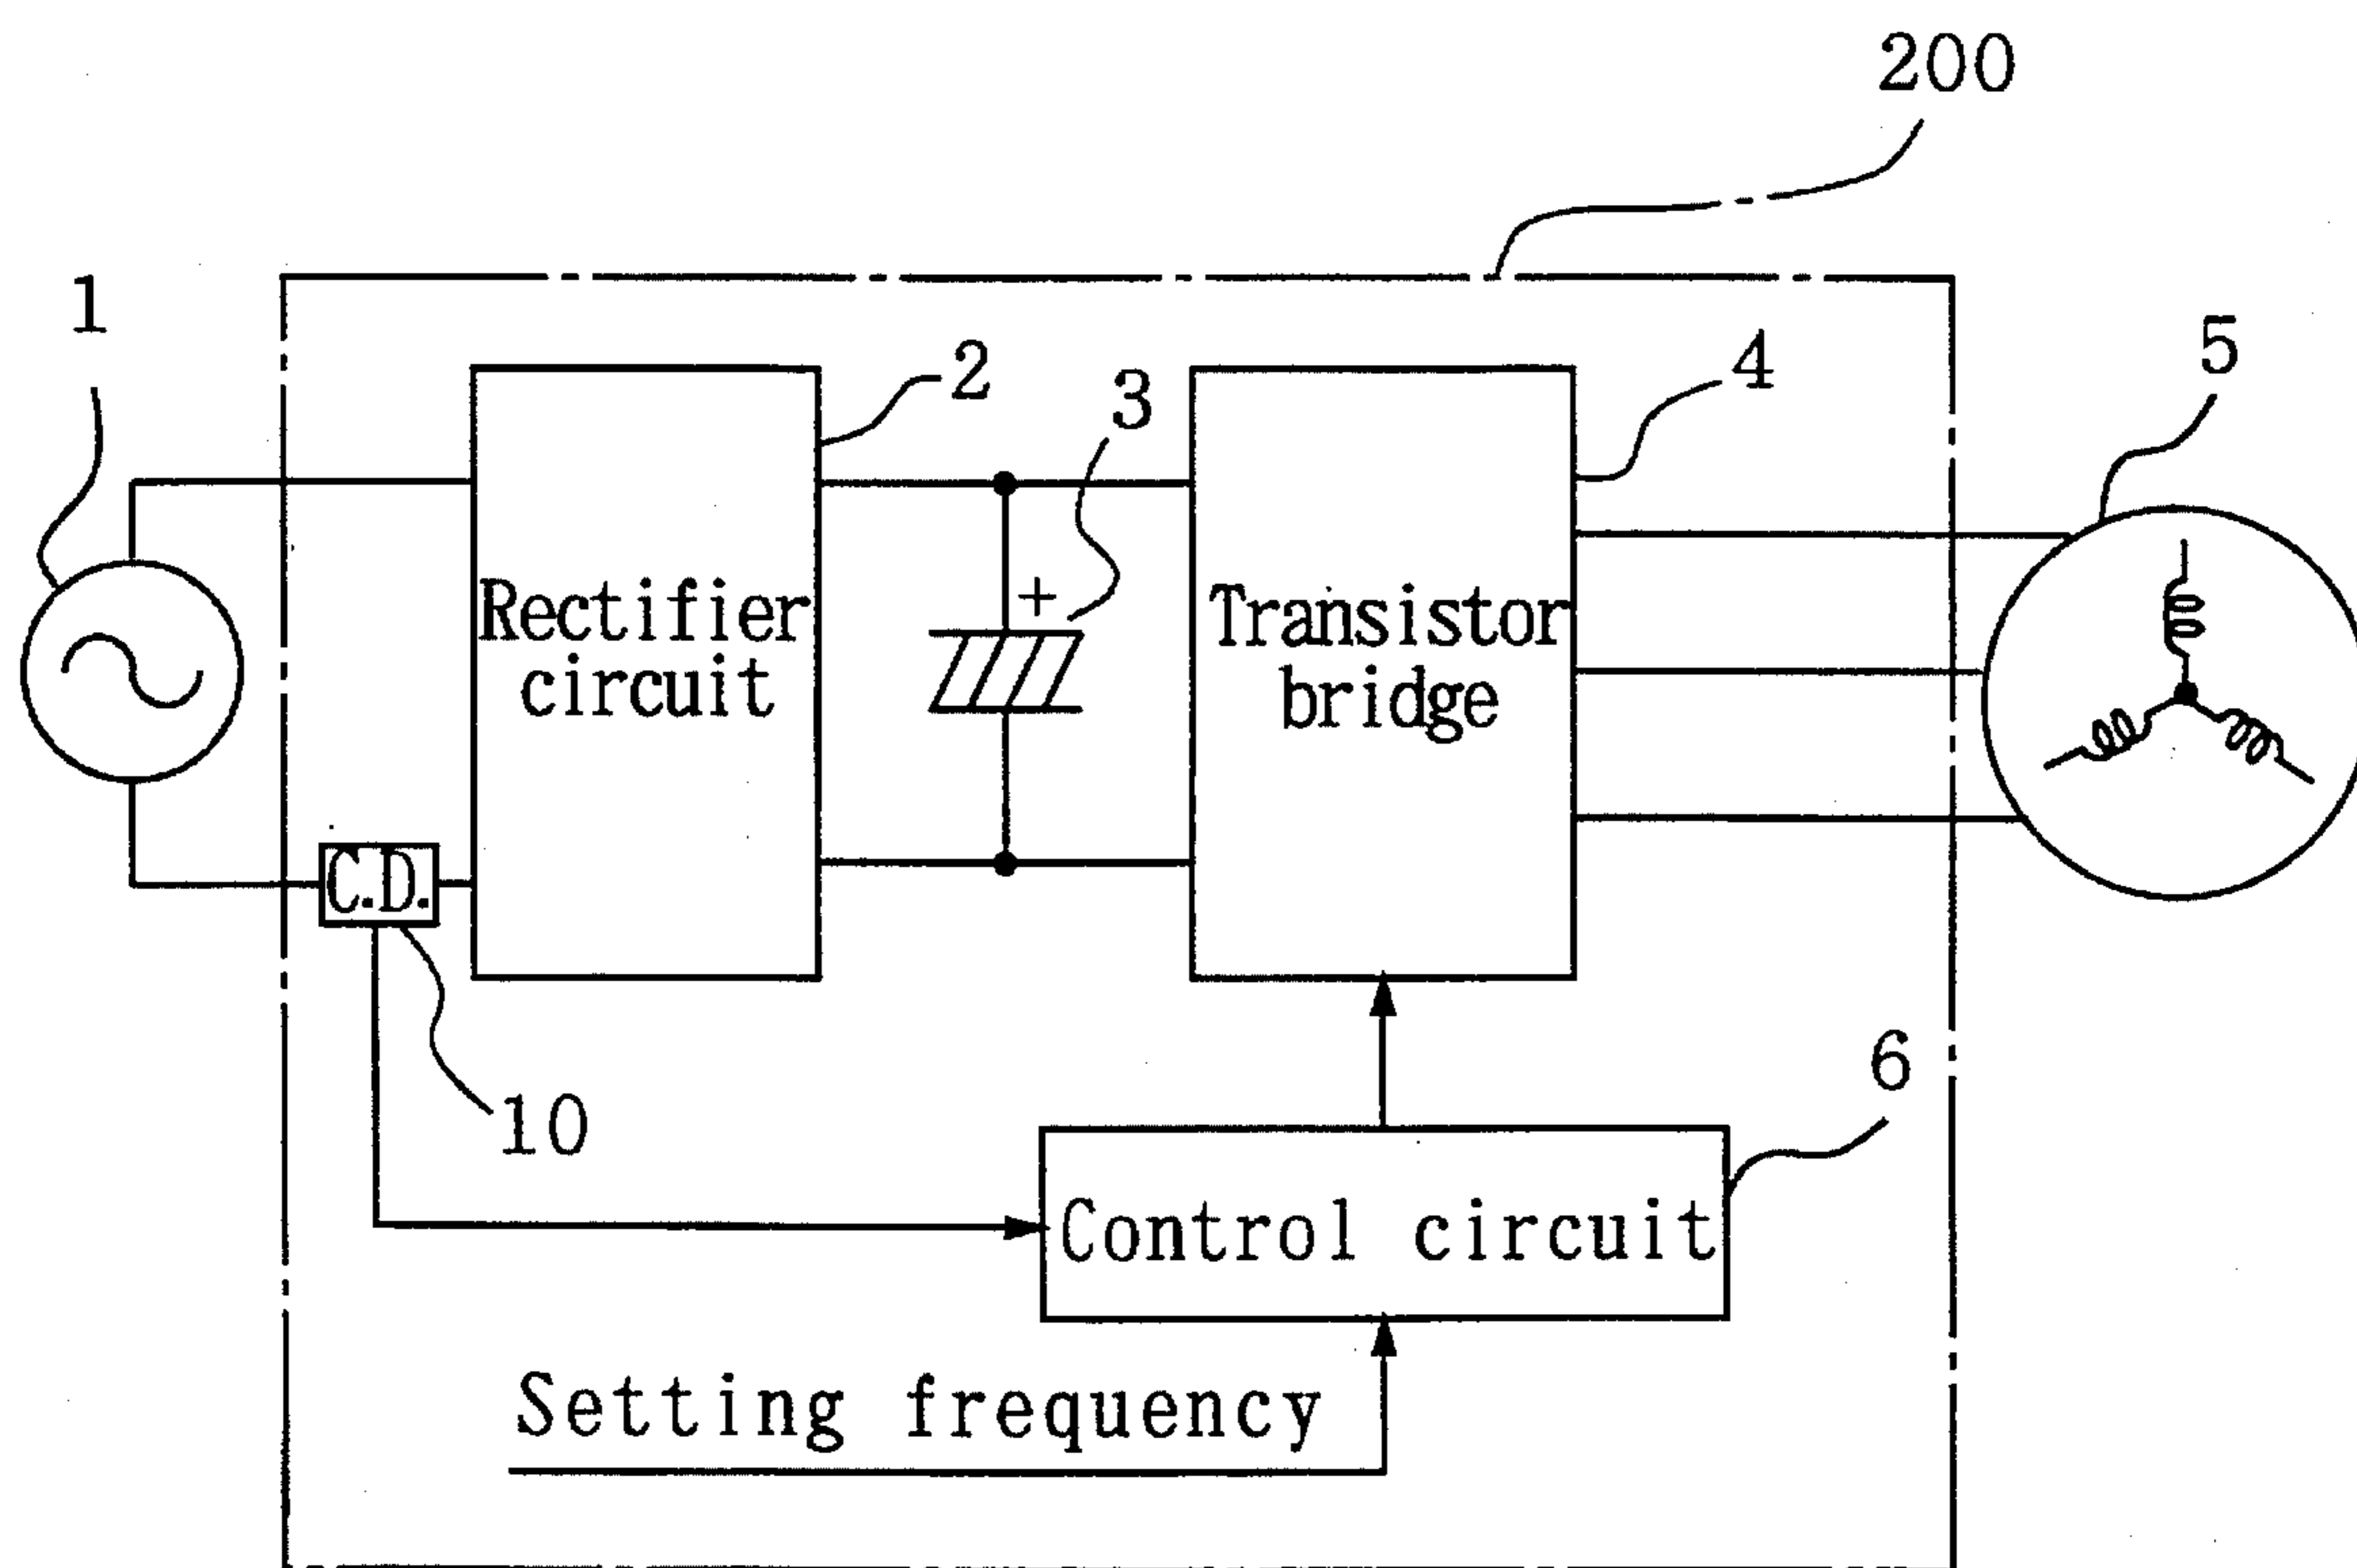 200
1
2
3
4
5
Rectifier
circuit
+
Transistor
bridge
C.D.
10
6
Control circuit
Setting frequency